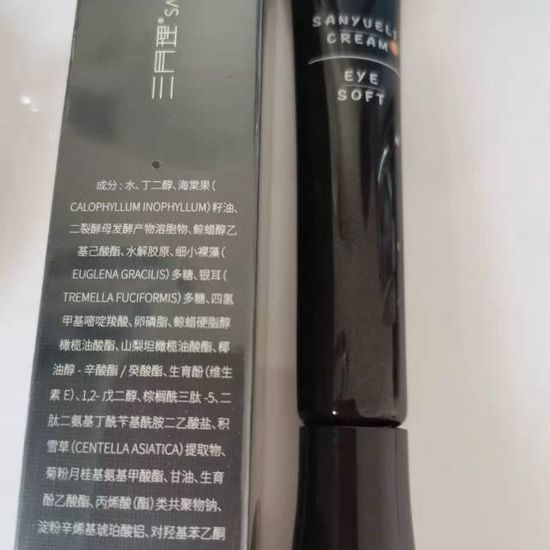 三月理®
SANYUELI
CREAM
EYE
SOFT
成分:水、丁二醇、海棠果(
CALOPHYLLUM INOPHYLLUM)籽油、
二裂酵母发酵产物溶胞物、鲸蜡醇乙
基己酸酯、水解胶原、细小裸藻(
EUGLENA GRACILIS)多糖、银耳(
TREMELLA FUCIFORMIS)多糖、四氢
甲基嘧啶羧酸、卵磷脂、鲸蜡硬脂醇
橄榄油酸酯、山梨坦橄榄油酸酯、椰
油醇-辛酸酯/癸酸酯、生育酚(维生
素E)、1,2-戊二醇、棕榈酰三肽-5、二
肽二氨基丁酰苄基酰胺二乙酸盐、积
雪草(CENTELLA ASIATICA)提取物、
菊粉月桂基氨基甲酸酯、甘油、生育
酚乙酸酯、丙烯酸(酯)类共聚物钠、
淀粉辛烯基琥珀酸铝、对羟基苯乙酮